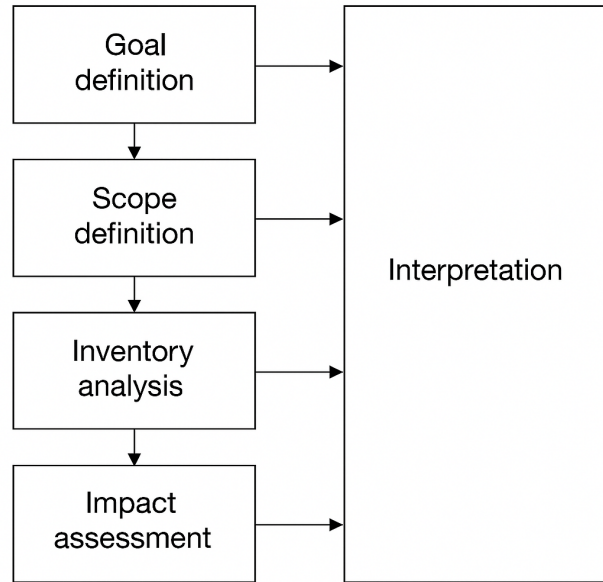 Goal
definition
Scope
definition
Interpretation
Inventory
analysis
Impact
assessment